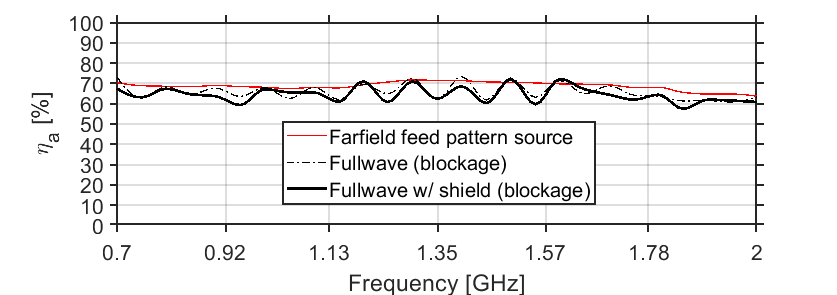 100
90
80
70
60
50
40
30
20
10
0
η_a [%]
Farfield feed pattern source
Fullwave (blockage)
Fullwave w/ shield (blockage)
0.7 0.92 1.13 1.35 1.57 1.78 2
Frequency [GHz]